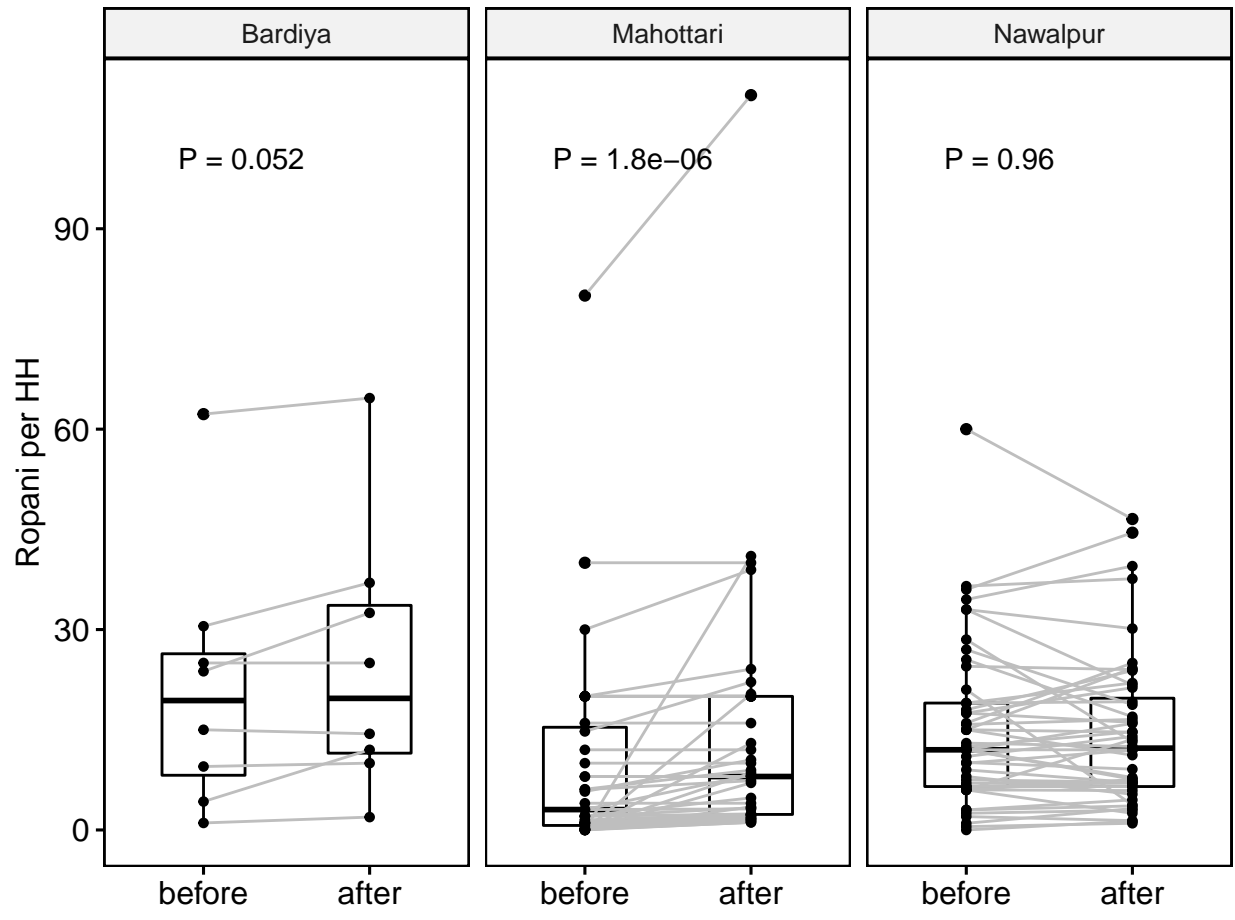 Bardiya
Mahottari
Nawalpur
P = 0.052
P = 1.8e−06
P = 0.96
Ropani per HH
90
60
30
0
before
after
before
after
before
after